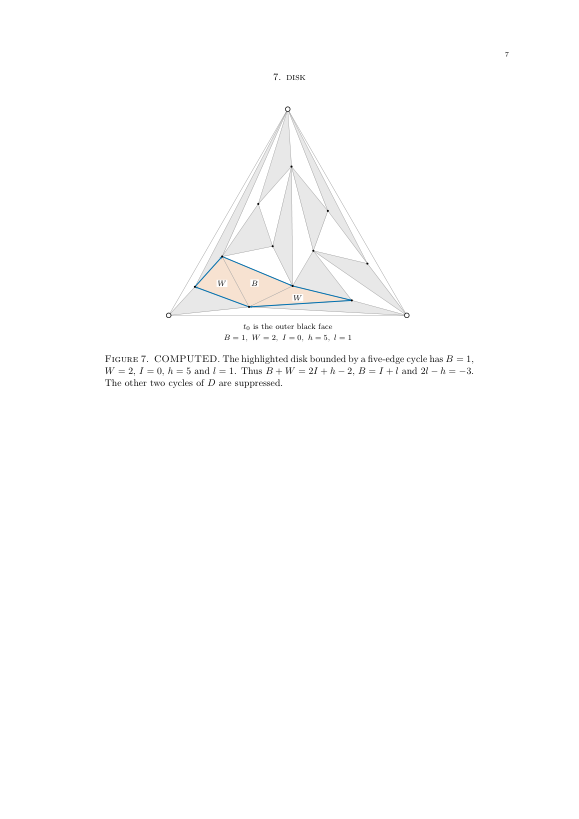 7
7. DISK
W
B
W
t₀ is the outer black face
B = 1, W = 2, I = 0, h = 5, l = 1
FIGURE 7. COMPUTED. The highlighted disk bounded by a five-edge cycle has B = 1,
W = 2, I = 0, h = 5 and l = 1. Thus B + W = 2I + h − 2, B = I + l and 2l − h = −3.
The other two cycles of D are suppressed.